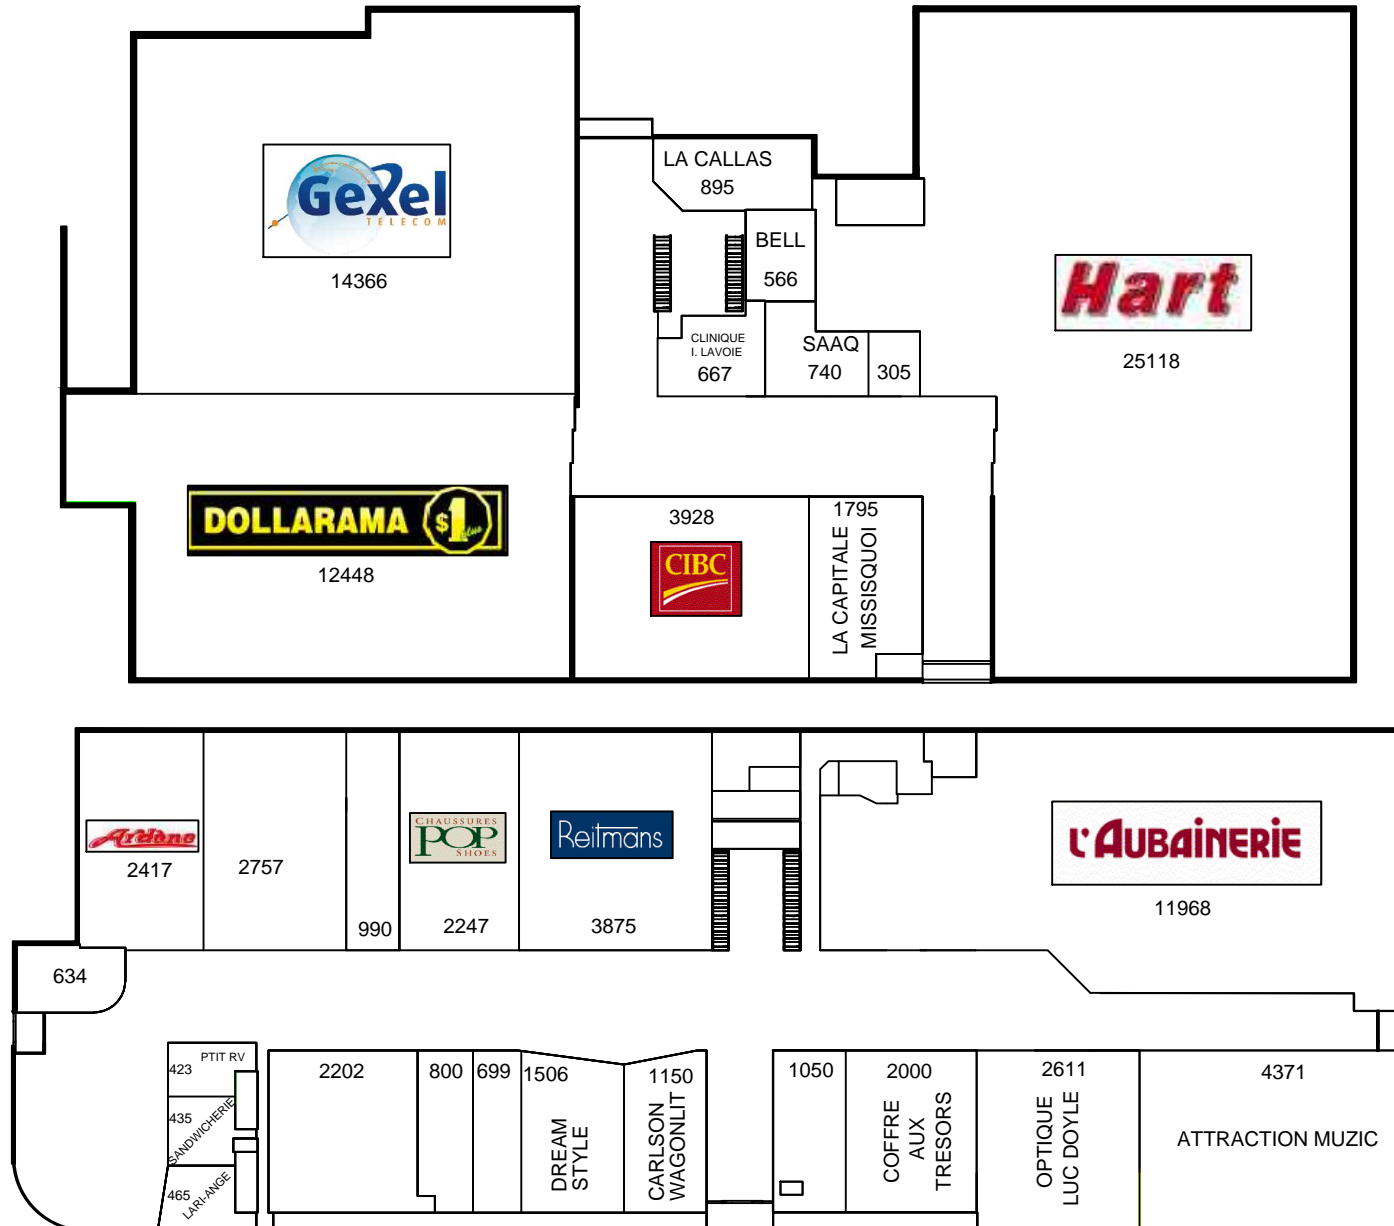 Gexel
TELECOM
14366
LA CALLAS
895
BELL
566
Hart
25118
CLINIQUE
I. LAVOIE
667
SAAQ
740
305
DOLLARAMA $1 plus
12448
3928
CIBC
1795
LA CAPITALE
MISSISQUOI
Ardène
2417
2757
990
CHAUSSURES
POP
SHOES
2247
Reitmans
3875
L'AUBAINERIE
11968
634
PTIT RV
423
435
SANDWICHERIE
465
LARI-ANGE
2202
800
699
1506
DREAM
STYLE
1150
CARLSON
WAGONLIT
1050
2000
COFFRE
AUX
TRESORS
2611
OPTIQUE
LUC DOYLE
4371
ATTRACTION MUZIC